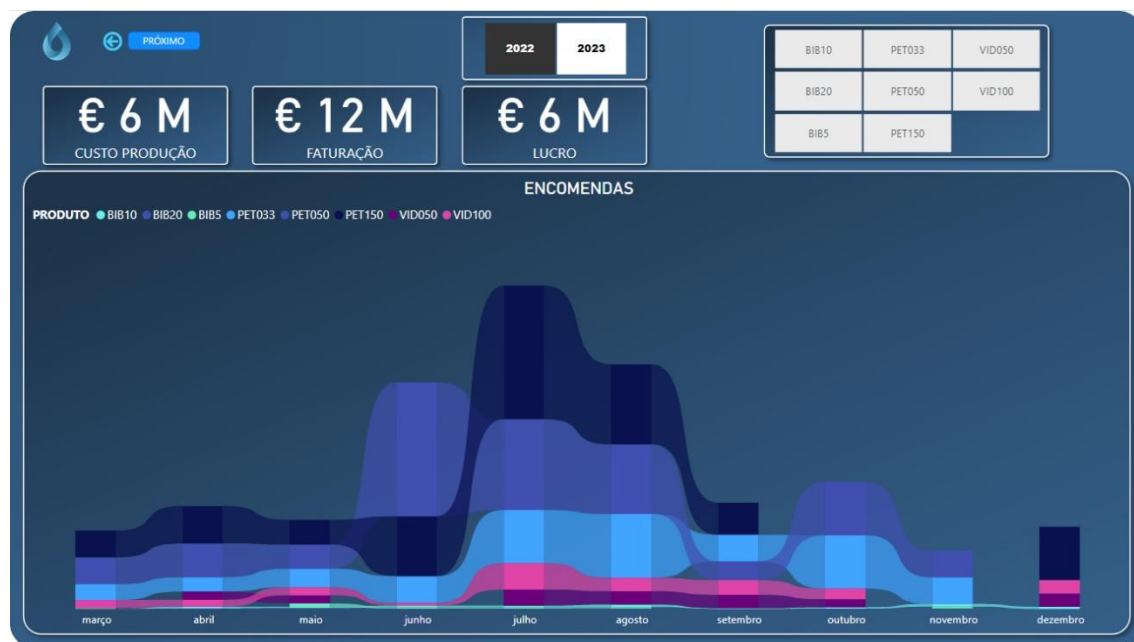 PRÓXIMO
2022 2023
BIB10 PET033 VID050
BIB20 PET050 VID100
BIB5 PET150
€ 6 M
CUSTO PRODUÇÃO
€ 12 M
FATURAÇÃO
€ 6 M
LUCRO
ENCOMENDAS
PRODUTO BIB10 BIB20 BIB5 PET033 PET050 PET150 VID050 VID100
março abril maio junho julho agosto setembro outubro novembro dezembro